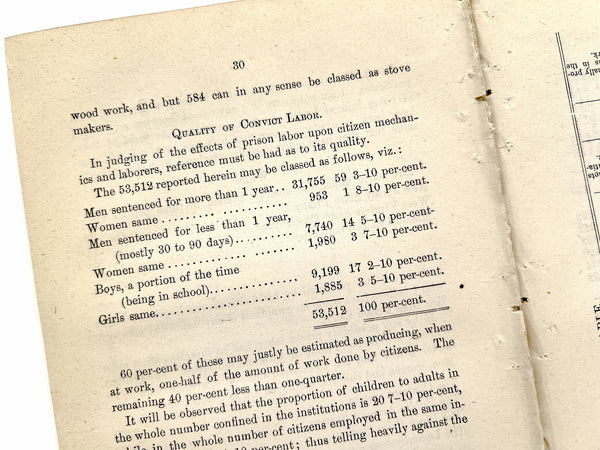 30
wood work, and but 584 can in any sense be classed as stove
makers.
QUALITY OF CONVICT LABOR.
In judging of the effects of prison labor upon citizen mechan-
ics and laborers, reference must be had as to its quality.
The 53,512 reported herein may be classed as follows, viz.:
Men sentenced for more than 1 year.. 31,755 59 3-10 per-cent.
Women same ......... .......... 953 1 8-10 per-cent.
Men sentenced for less than 1 year,
(mostly 30 to 90 days).......... 7,740 14 5-10 per-cent-
Women same ............ ....... 1,980 3 7-10 per-cent.
Boys, a portion of the time
(being in school).............. 9,199 17 2-10 per-cent.
Girls same....................... 1,885 3 5-10 per-cent.
53,512 100 per-cent.
60 per-cent of these may justly be estimated as producing, when
at work, one-half of the amount of work done by citizens. The
remaining 40 per-cent less than one-quarter.
It will be observed that the proportion of children to adults in
the whole number confined in the institutions is 20 7-10 per-cent,
while in the whole number of citizens employed in the same in-
per-cent; thus telling heavily against the